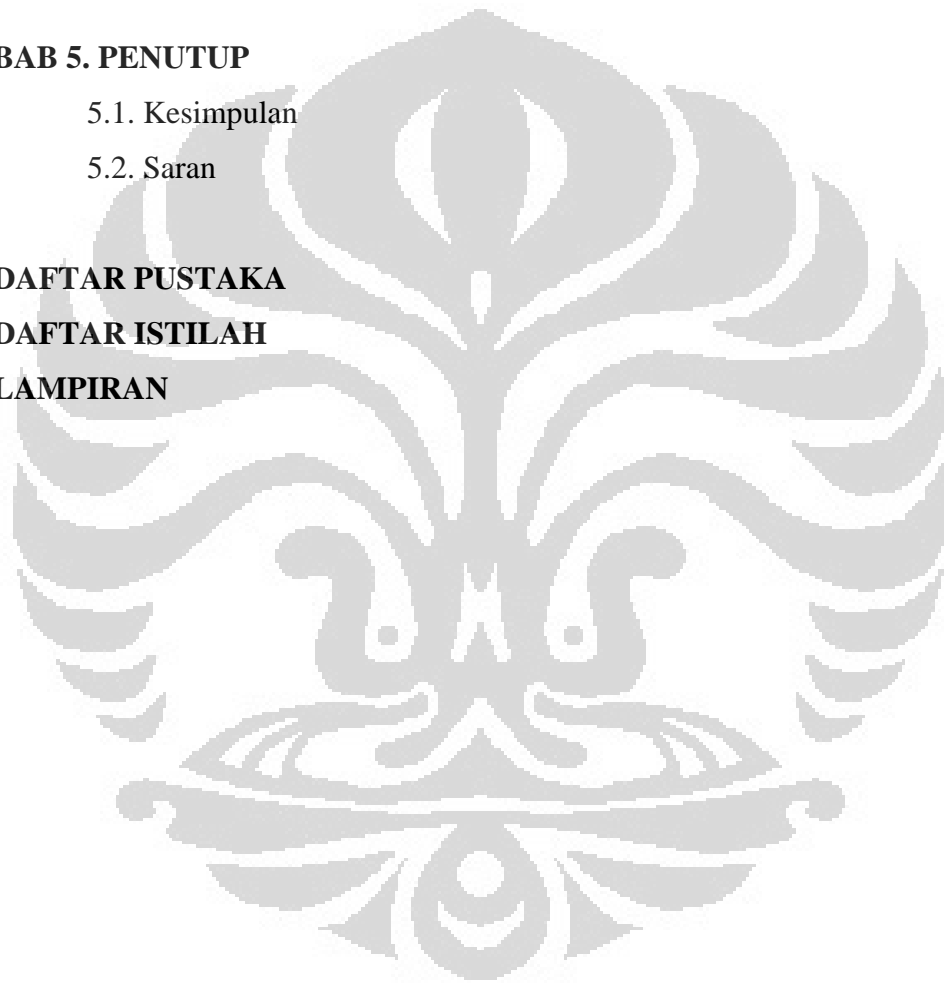 BAB 5. PENUTUP
5.1. Kesimpulan
5.2. Saran
DAFTAR PUSTAKA
DAFTAR ISTILAH
LAMPIRAN